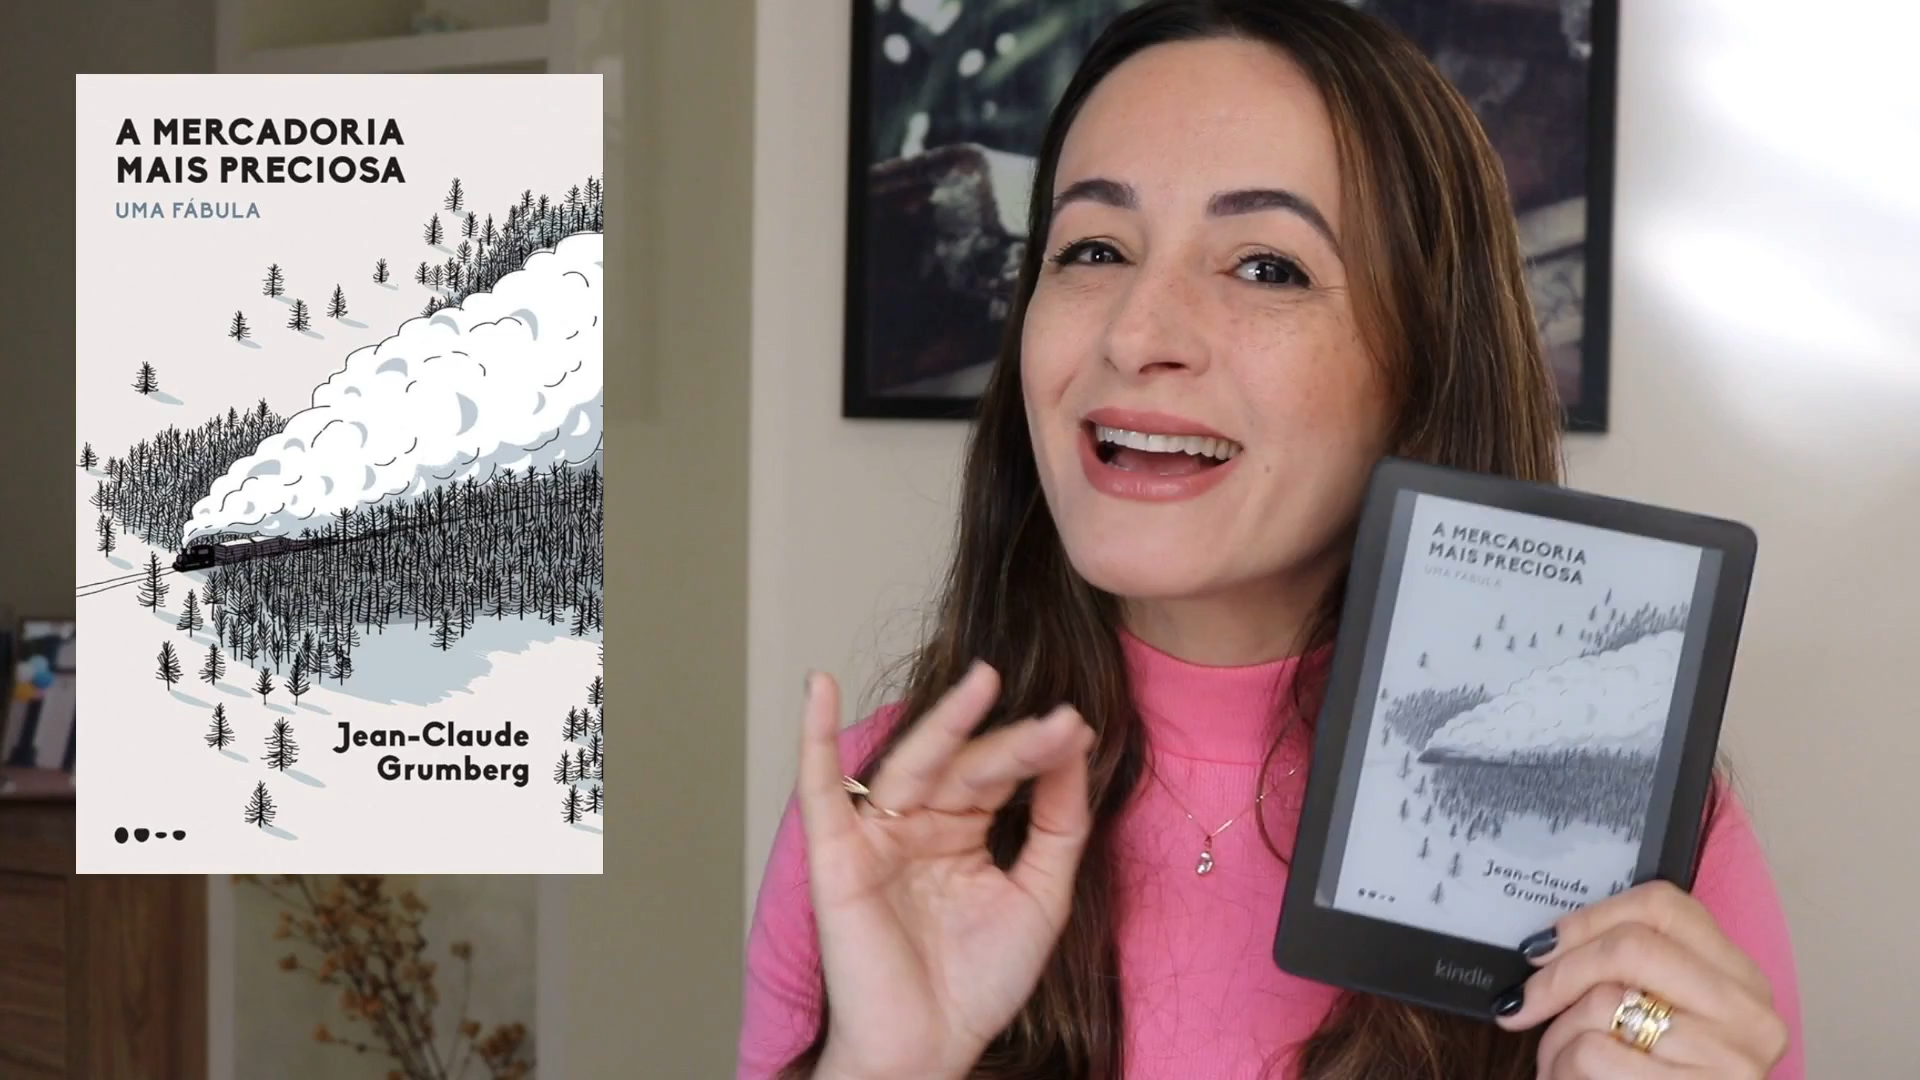 A MERCADORIA
MAIS PRECIOSA
UMA FÁBULA
Jean-Claude
Grumberg
A MERCADORIA
MAIS PRECIOSA
UMA FÁBULA
Jean-Claude
Grumberg
kindle